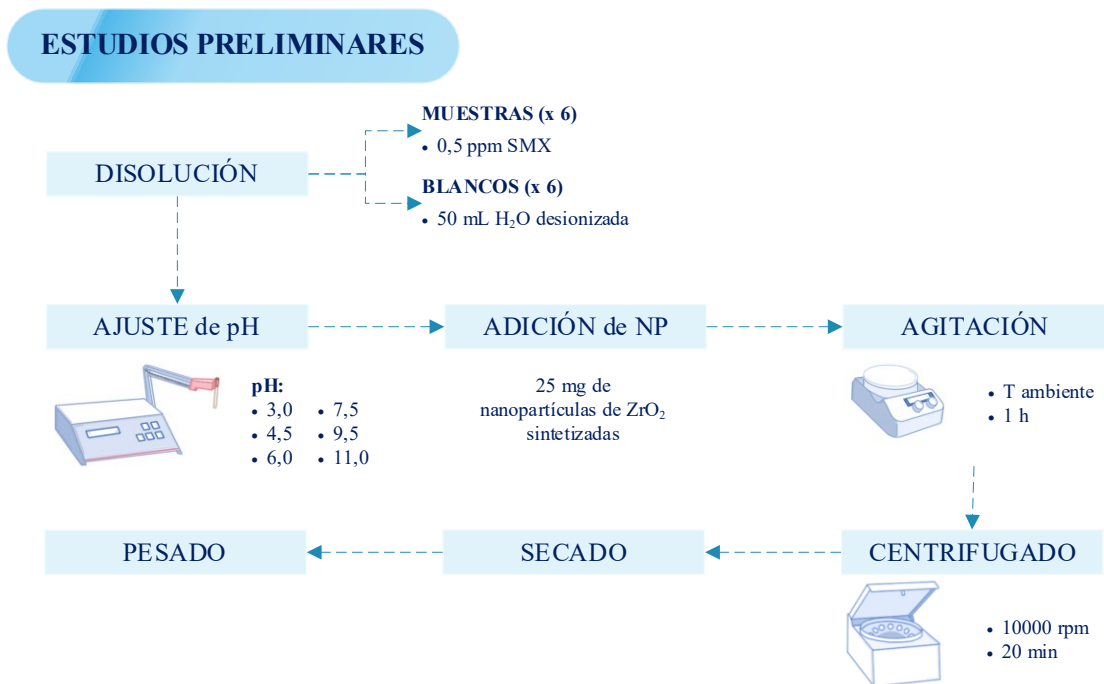 ESTUDIOS PRELIMINARES
DISOLUCIÓN
MUESTRAS (x 6)
• 0,5 ppm SMX
BLANCOS (x 6)
• 50 mL H₂O desionizada
AJUSTE de pH
pH:
• 3,0 • 7,5
• 4,5 • 9,5
• 6,0 • 11,0
ADICIÓN de NP
25 mg de
nanopartículas de ZrO₂
sintetizadas
AGITACIÓN
• T ambiente
• 1 h
CENTRIFUGADO
• 10000 rpm
• 20 min
SECADO
PESADO